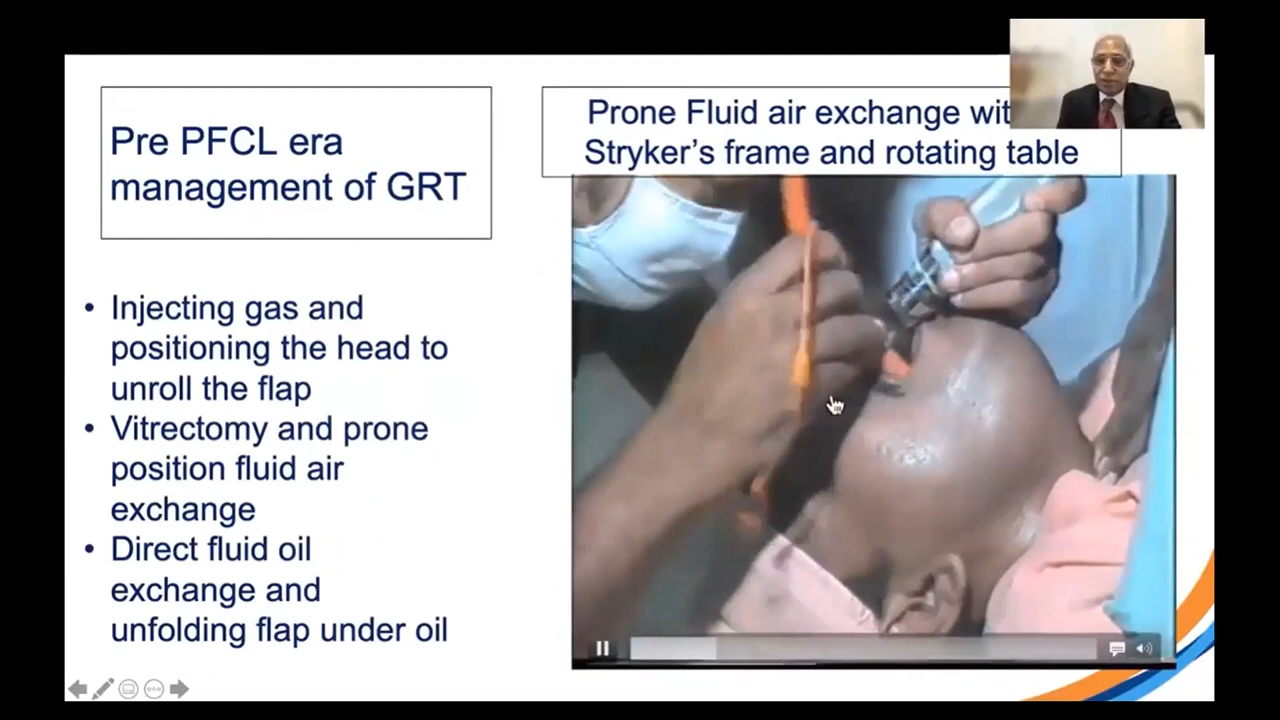 Pre PFCL era
management of GRT
Prone Fluid air exchange wit
Stryker's frame and rotating table
• Injecting gas and
positioning the head to
unroll the flap
• Vitrectomy and prone
position fluid air
exchange
• Direct fluid oil
exchange and
unfolding flap under oil